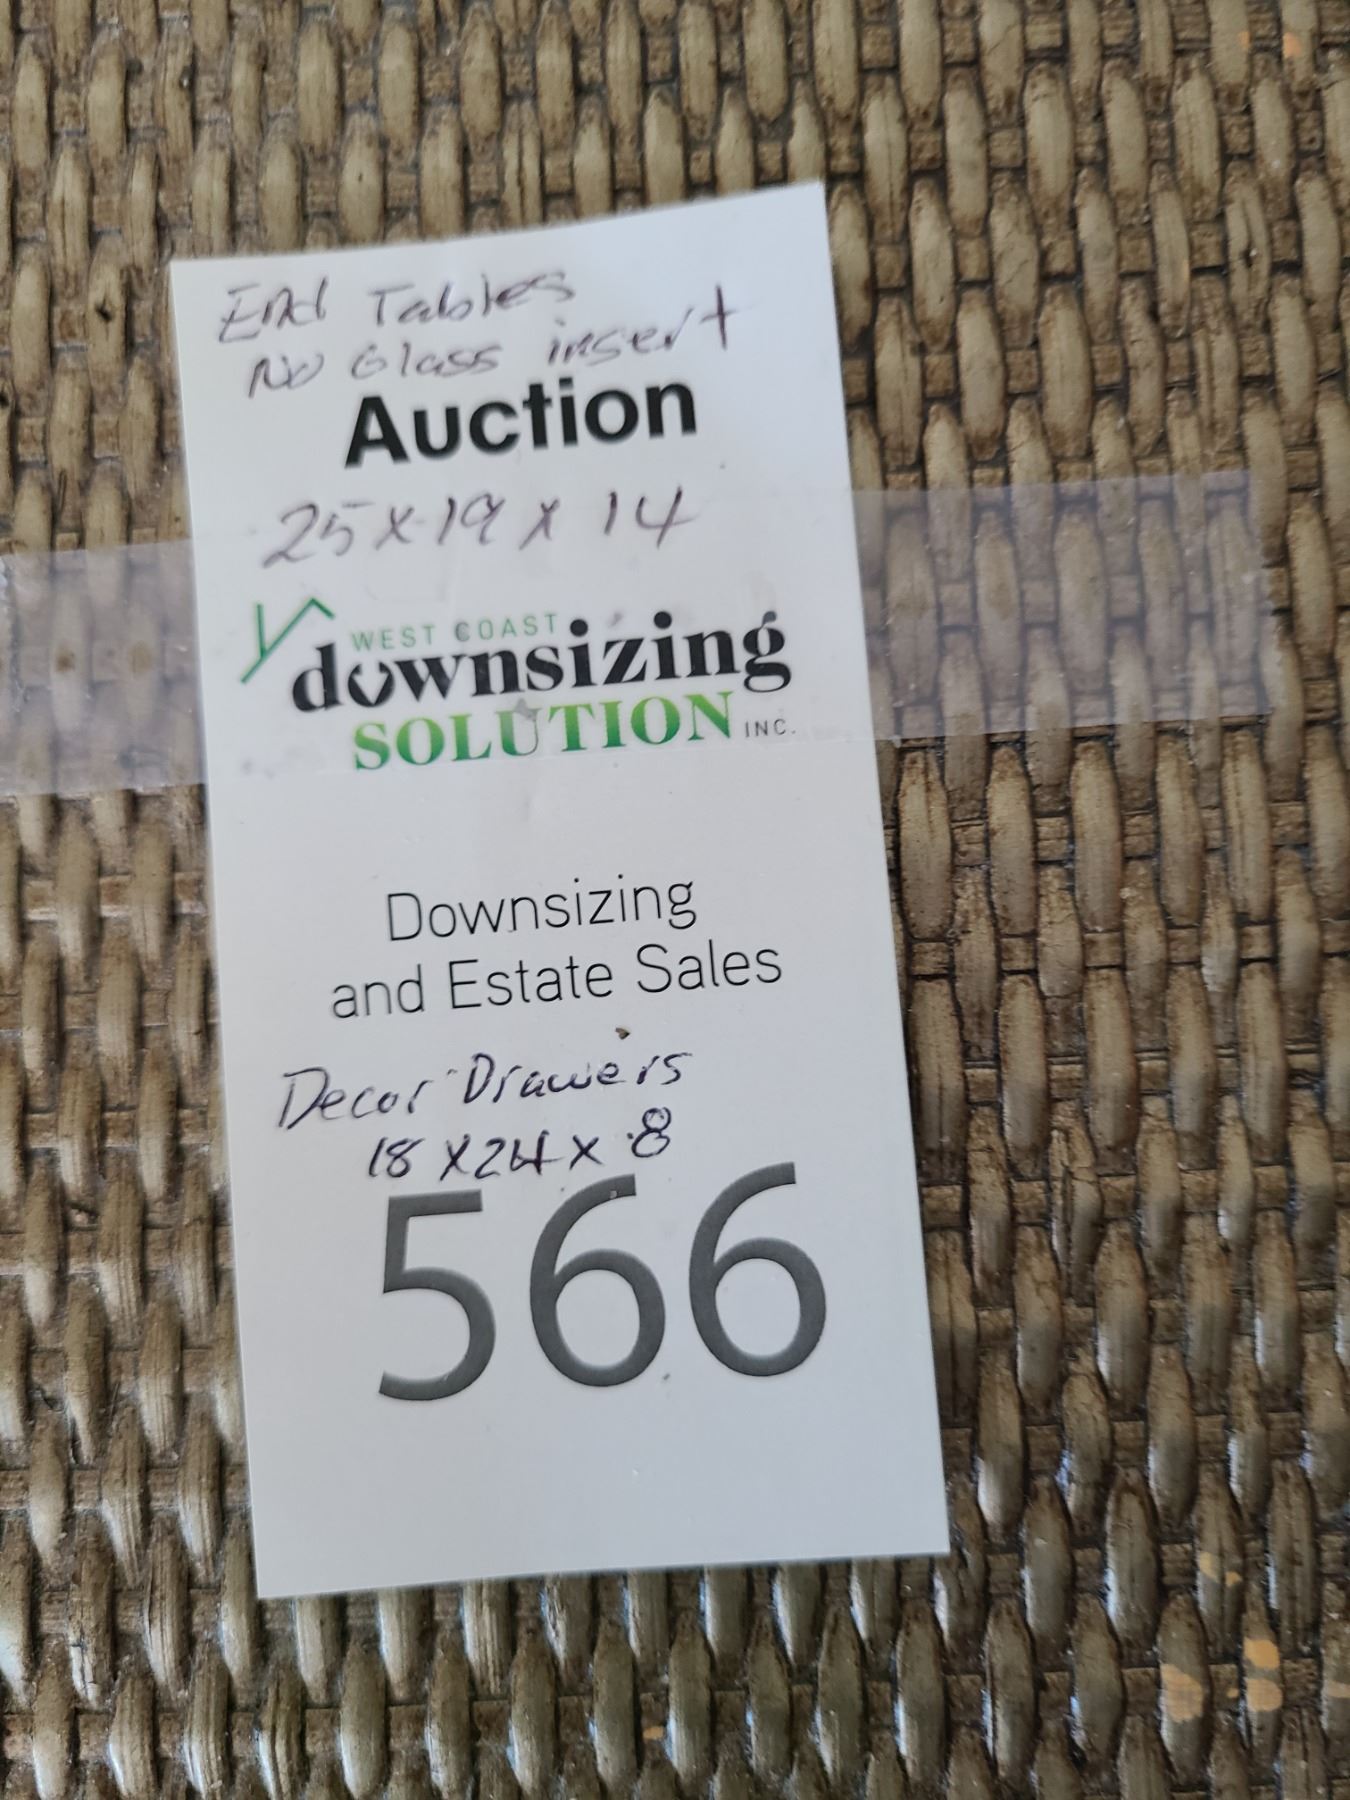 End Tables
No Glass insert
Auction
25 x 19 x 14
WEST COAST
downsizing
SOLUTION INC.
Downsizing
and Estate Sales
Decor Drawers
18 x 24 x 8
566